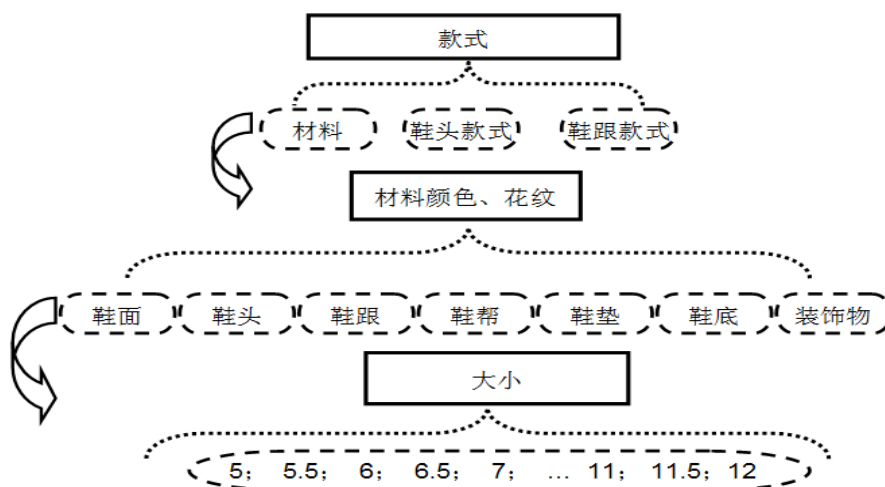 款式
材料 鞋头款式 鞋跟款式
材料颜色、花纹
鞋面 鞋头 鞋跟 鞋帮 鞋垫 鞋底 装饰物
大小
5; 5.5; 6; 6.5; 7; … 11; 11.5; 12